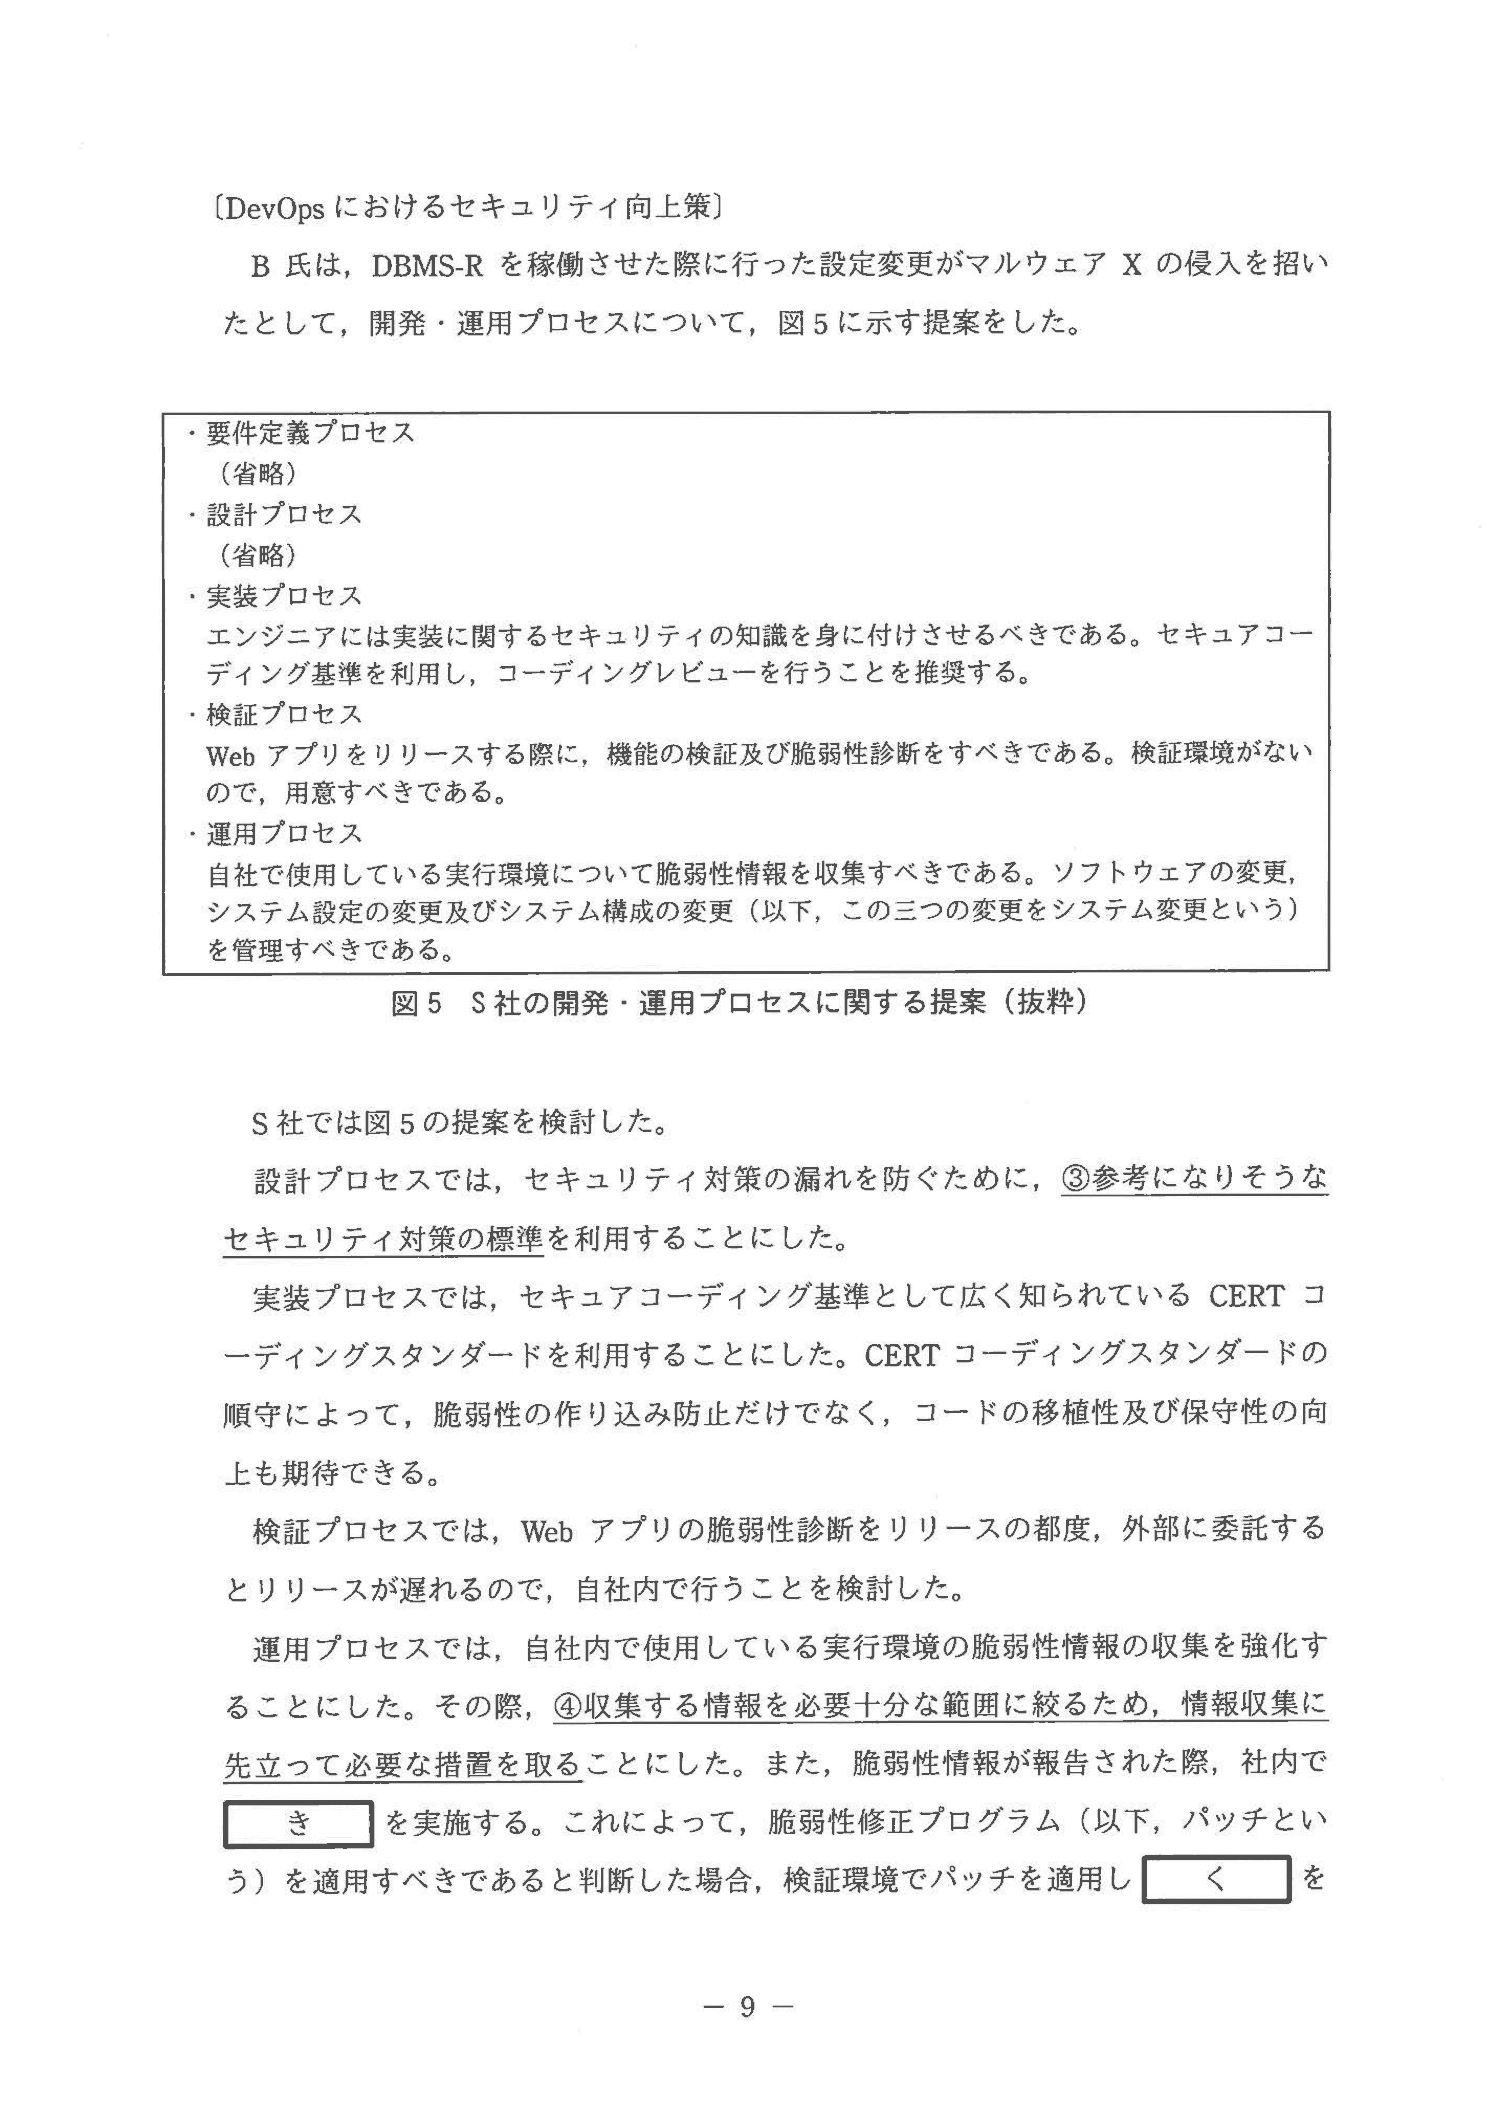 〔DevOps におけるセキュリティ向上策〕
B 氏は，DBMS-R を稼働させた際に行った設定変更がマルウェア X の侵入を招い
たとして，開発・運用プロセスについて，図 5 に示す提案をした。
・要件定義プロセス
（省略）
・設計プロセス
（省略）
・実装プロセス
エンジニアには実装に関するセキュリティの知識を身に付けさせるべきである。セキュアコー
ディング基準を利用し，コーディングレビューを行うことを推奨する。
・検証プロセス
Web アプリをリリースする際に，機能の検証及び脆弱性診断をすべきである。検証環境がない
ので，用意すべきである。
・運用プロセス
自社で使用している実行環境について脆弱性情報を収集すべきである。ソフトウェアの変更，
システム設定の変更及びシステム構成の変更（以下，この三つの変更をシステム変更という）
を管理すべきである。
図 5　S 社の開発・運用プロセスに関する提案（抜粋）
S 社では図 5 の提案を検討した。
設計プロセスでは，セキュリティ対策の漏れを防ぐために，③参考になりそうな
セキュリティ対策の標準を利用することにした。
実装プロセスでは，セキュアコーディング基準として広く知られている CERT コ
ーディングスタンダードを利用することにした。CERT コーディングスタンダードの
順守によって，脆弱性の作り込み防止だけでなく，コードの移植性及び保守性の向
上も期待できる。
検証プロセスでは，Web アプリの脆弱性診断をリリースの都度，外部に委託する
とリリースが遅れるので，自社内で行うことを検討した。
運用プロセスでは，自社内で使用している実行環境の脆弱性情報の収集を強化す
ることにした。その際，④収集する情報を必要十分な範囲に絞るため，情報収集に
先立って必要な措置を取ることにした。また，脆弱性情報が報告された際，社内で
き を実施する。これによって，脆弱性修正プログラム（以下，パッチとい
う）を適用すべきであると判断した場合，検証環境でパッチを適用し く を
－ 9 －